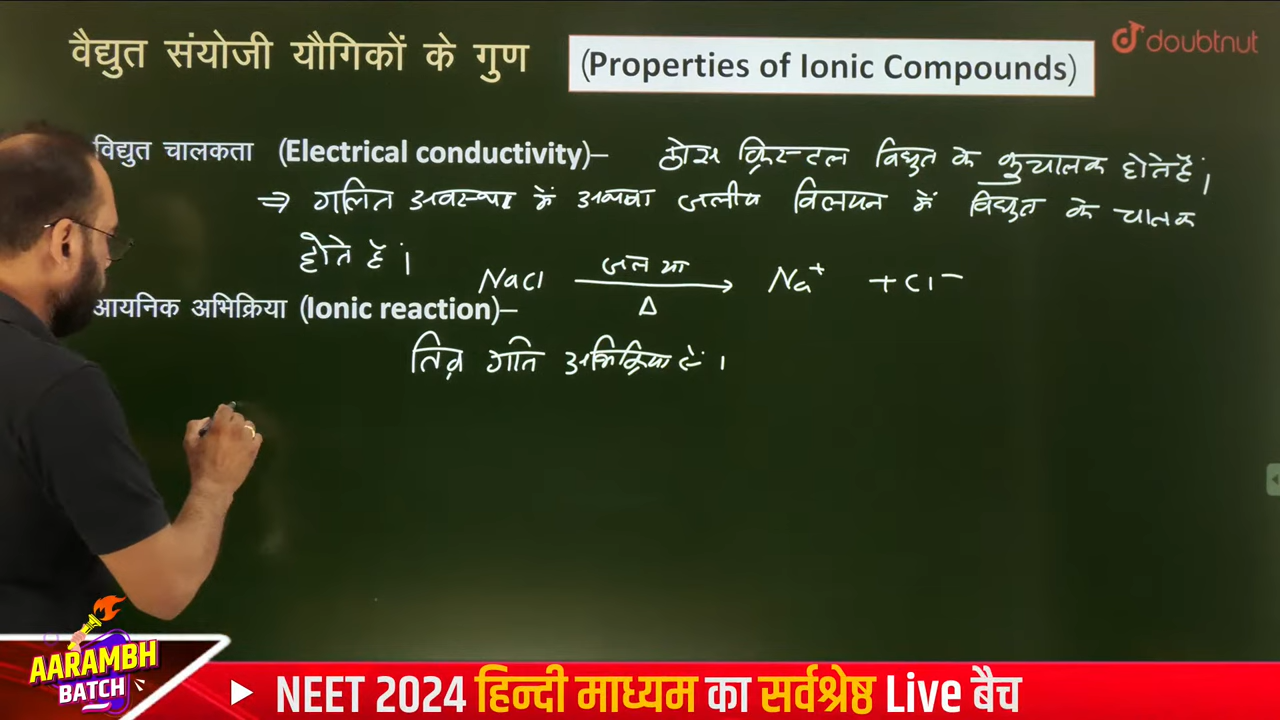 वैद्युत संयोजी यौगिकों के गुण (Properties of Ionic Compounds)
doubtnut
विद्युत चालकता (Electrical conductivity)– ठोस क्रिस्टल विद्युत के कुचालक होते हैं।
⇒ गलित अवस्था में अथवा जलीय विलयन में विद्युत के चालक
होते हैं।
NaCl जल या Δ → Na⁺ + Cl⁻
आयनिक अभिक्रिया (Ionic reaction)–
तिव्र गति अभिक्रिया हैं।
AARAMBH
BATCH
NEET 2024 हिन्दी माध्यम का सर्वश्रेष्ठ Live बैच